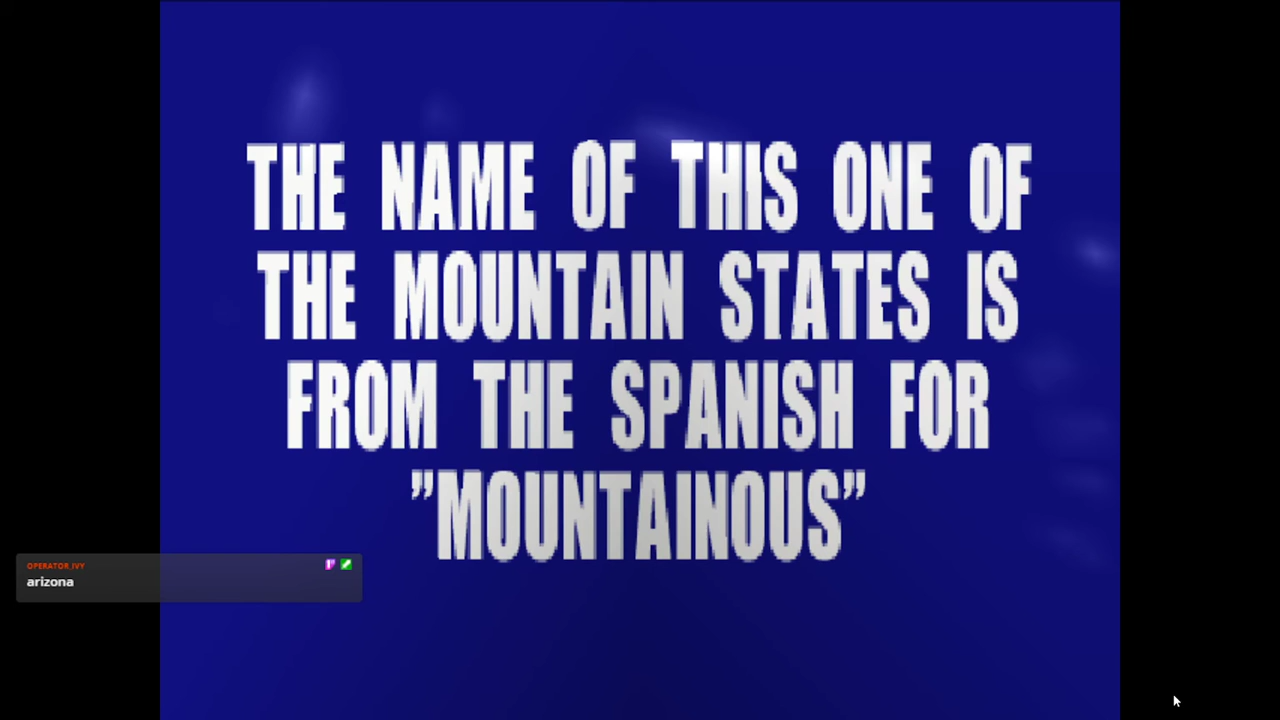 THE NAME OF THIS ONE OF
THE MOUNTAIN STATES IS
FROM THE SPANISH FOR
”MOUNTAINOUS”
OPERATOR_IVY
arizona